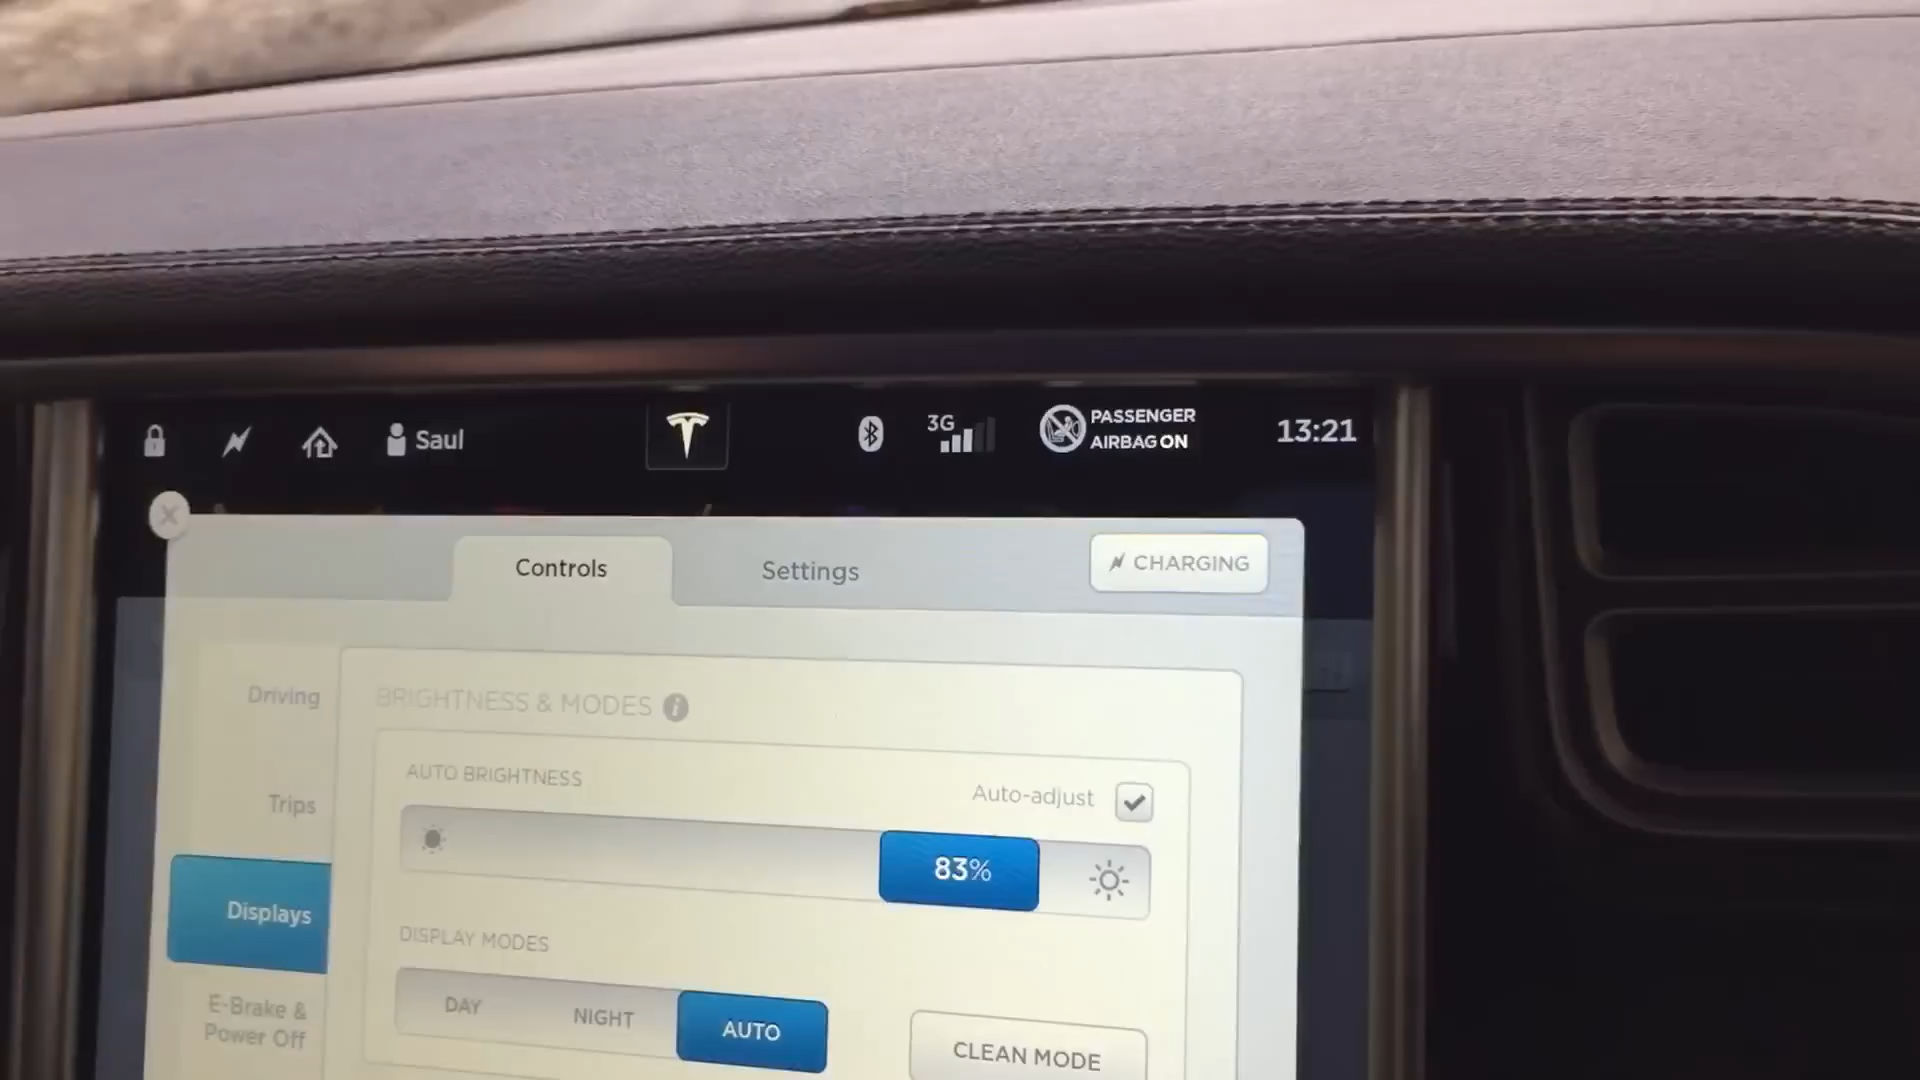 Saul
3G
PASSENGER
AIRBAG ON
13:21
Controls
Settings
CHARGING
Driving
BRIGHTNESS & MODES
AUTO BRIGHTNESS
Auto-adjust
Trips
83%
Displays
DISPLAY MODES
DAY
NIGHT
AUTO
CLEAN MODE
E-Brake &
Power Off